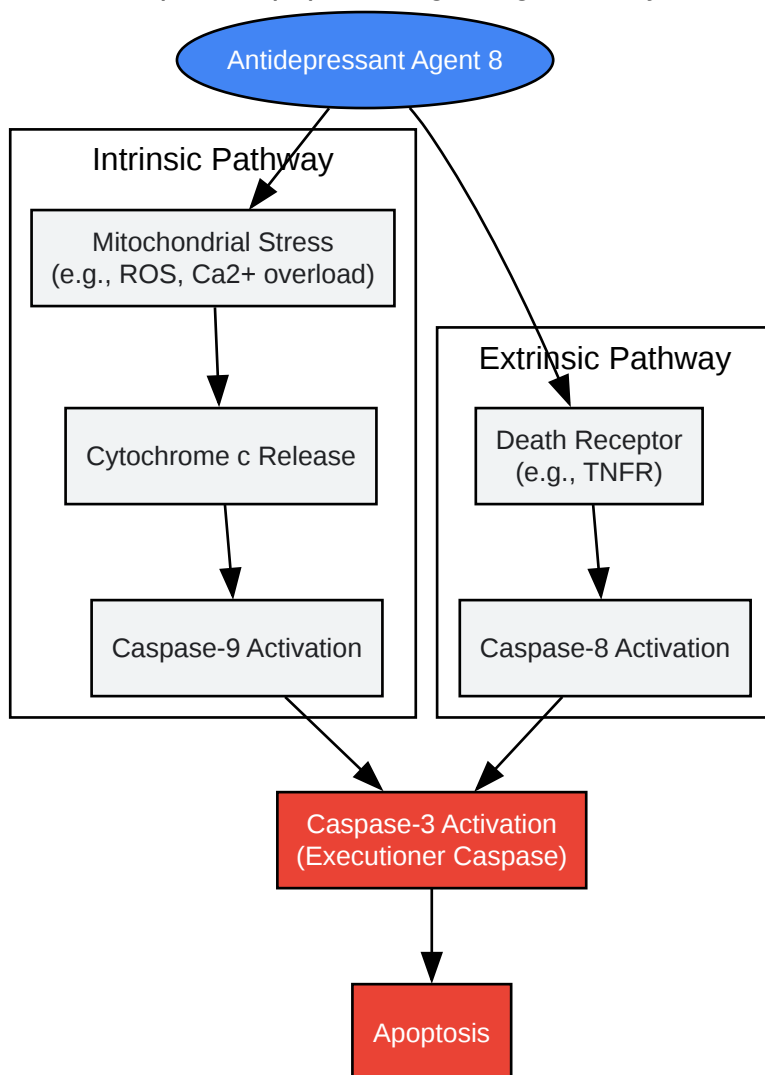 Antidepressant Agent 8
Intrinsic Pathway
Mitochondrial Stress
(e.g., ROS, Ca2+ overload)
Cytochrome c Release
Caspase-9 Activation
Extrinsic Pathway
Death Receptor
(e.g., TNFR)
Caspase-8 Activation
Caspase-3 Activation
(Executioner Caspase)
Apoptosis